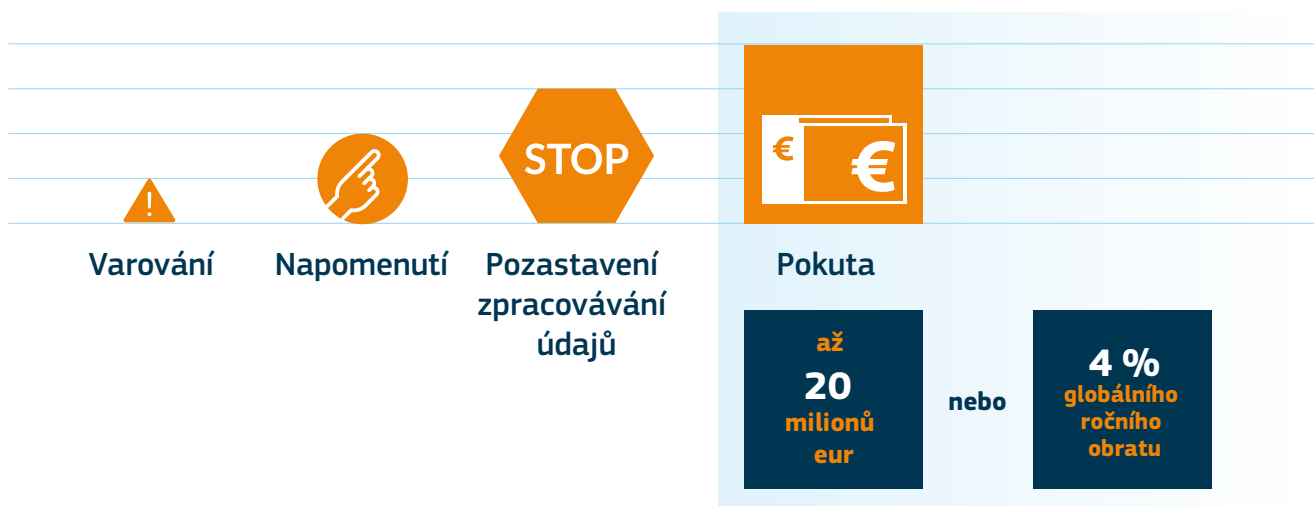 STOP
€ €
Varování
Napomenutí
Pozastavení
zpracovávání
údajů
Pokuta
až
20
milionů
eur
nebo
4 %
globálního
ročního
obratu